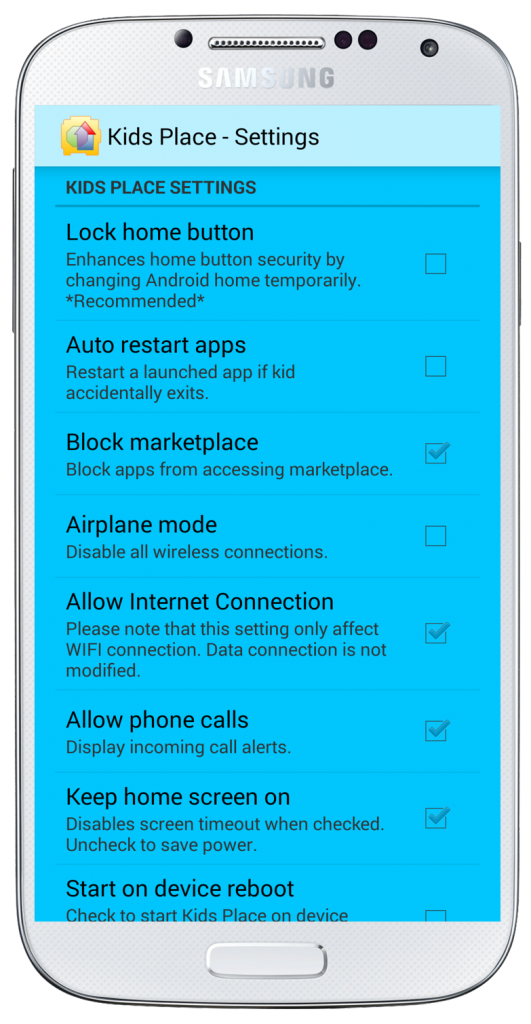 SAMSUNG
Kids Place - Settings
KIDS PLACE SETTINGS
Lock home button
Enhances home button security by
changing Android home temporarily.
*Recommended*
Auto restart apps
Restart a launched app if kid
accidentally exits.
Block marketplace
Block apps from accessing marketplace.
Airplane mode
Disable all wireless connections.
Allow Internet Connection
Please note that this setting only affect
WIFI connection. Data connection is not
modified.
Allow phone calls
Display incoming call alerts.
Keep home screen on
Disables screen timeout when checked.
Uncheck to save power.
Start on device reboot
Check to start Kids Place on device